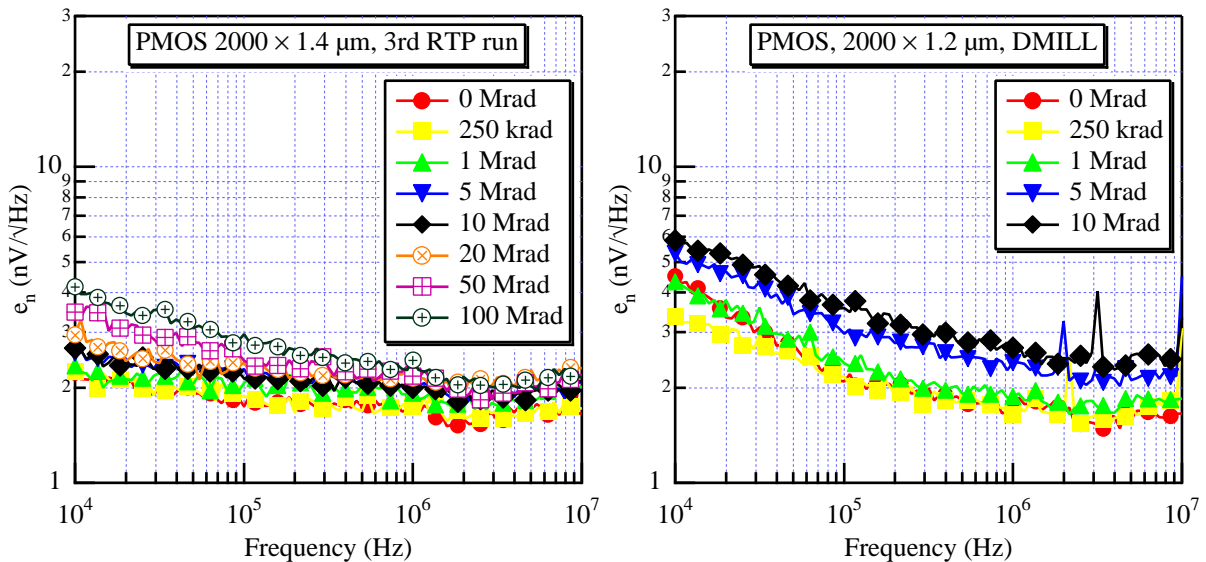 PMOS 2000 × 1.4 µm, 3rd RTP run
0 Mrad
250 krad
1 Mrad
5 Mrad
10 Mrad
20 Mrad
50 Mrad
100 Mrad
e_n (nV/√Hz)
3
2
10
9
8
7
6
5
4
3
2
1
10^4
10^5
10^6
10^7
Frequency (Hz)
PMOS, 2000 × 1.2 µm, DMILL
0 Mrad
250 krad
1 Mrad
5 Mrad
10 Mrad
e_n (nV/√Hz)
3
2
10
9
8
7
6
5
4
3
2
1
10^4
10^5
10^6
10^7
Frequency (Hz)